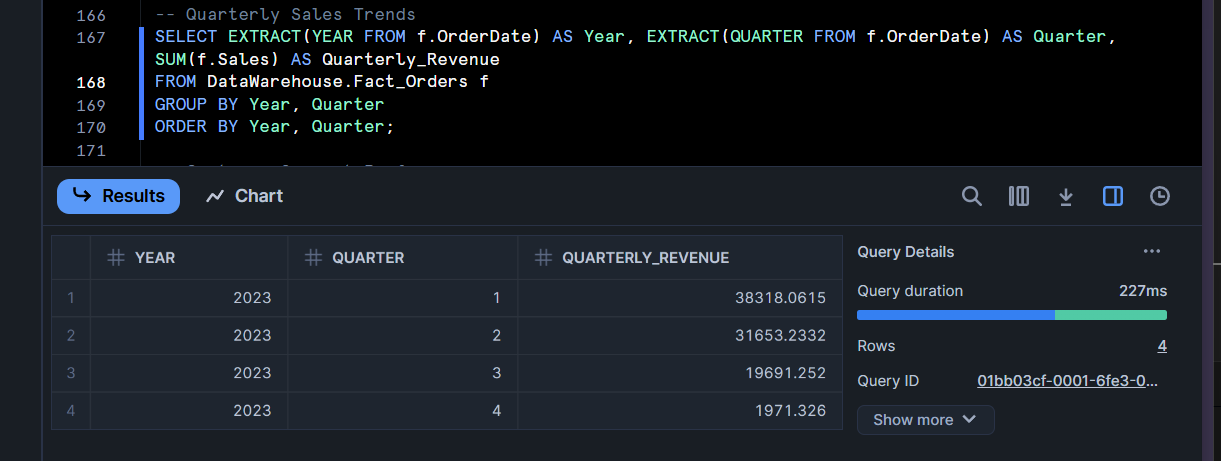 166 -- Quarterly Sales Trends
167 SELECT EXTRACT(YEAR FROM f.OrderDate) AS Year, EXTRACT(QUARTER FROM f.OrderDate) AS Quarter,
SUM(f.Sales) AS Quarterly_Revenue
168 FROM DataWarehouse.Fact_Orders f
169 GROUP BY Year, Quarter
170 ORDER BY Year, Quarter;
171
Results Chart
YEAR QUARTER QUARTERLY_REVENUE
1 2023 1 38318.0615
2 2023 2 31653.2332
3 2023 3 19691.252
4 2023 4 1971.326
Query Details ...
Query duration 227ms
Rows 4
Query ID 01bb03cf-0001-6fe3-0...
Show more